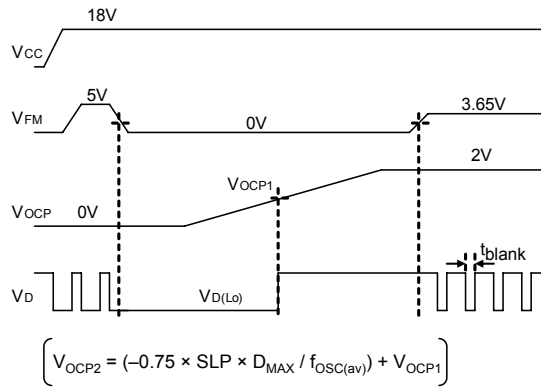 18V
VCC
5V
3.65V
VFM
0V
2V
VOCP1
VOCP
0V
tblank
VD
VD(Lo)
VOCP2 = (–0.75 × SLP × DMAX / fOSC(av)) + VOCP1